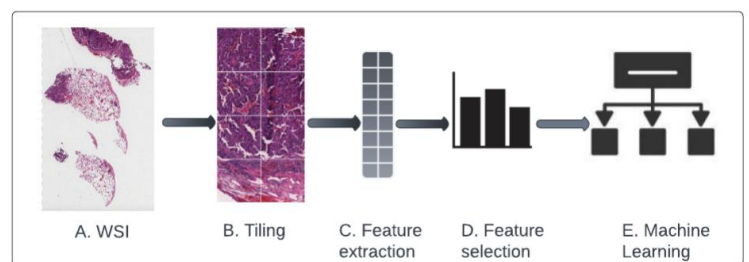 A. WSI
B. Tiling
C. Feature
extraction
D. Feature
selection
E. Machine
Learning